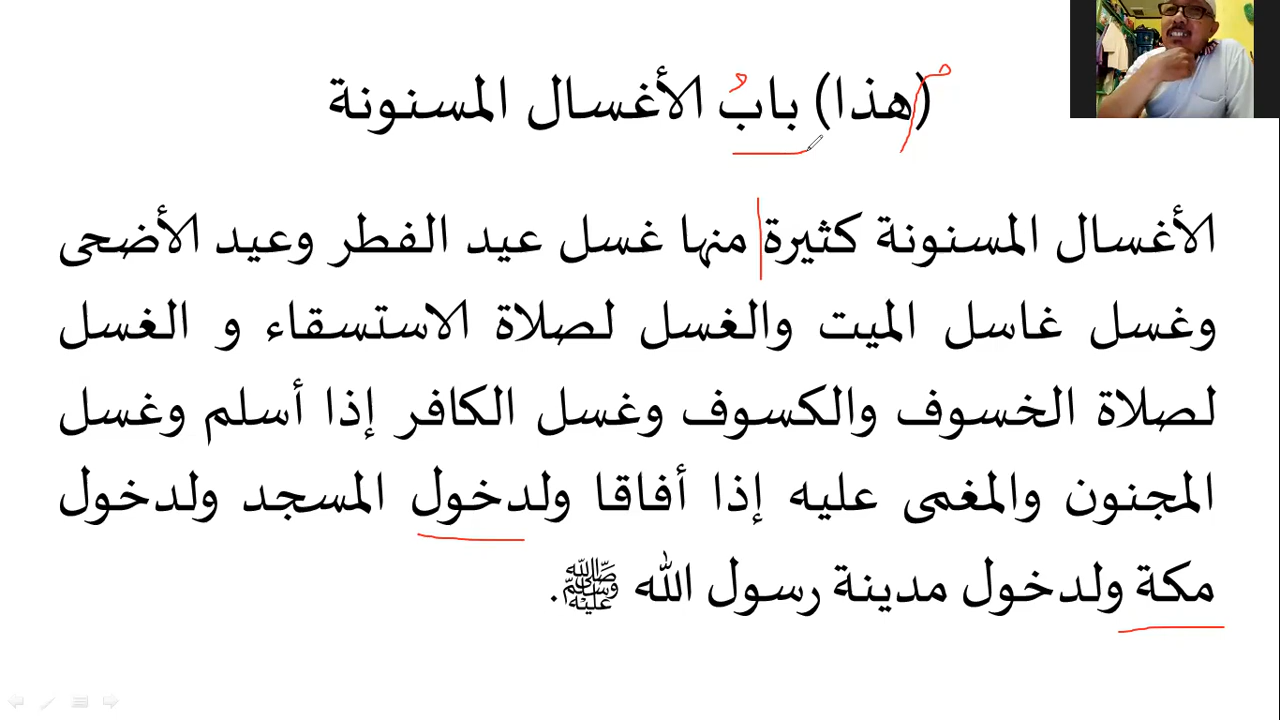 (هذا) بابُ الأغسال المسنونة
الأغسال المسنونة كثيرة منها غسل عيد الفطر وعيد الأضحى
وغسل غاسل الميت والغسل لصلاة الاستسقاء و الغسل
لصلاة الخسوف والكسوف وغسل الكافر إذا أسلم وغسل
المجنون والمغمى عليه إذا أفاقا ولدخول المسجد ولدخول
مكة ولدخول مدينة رسول الله ﷺ.